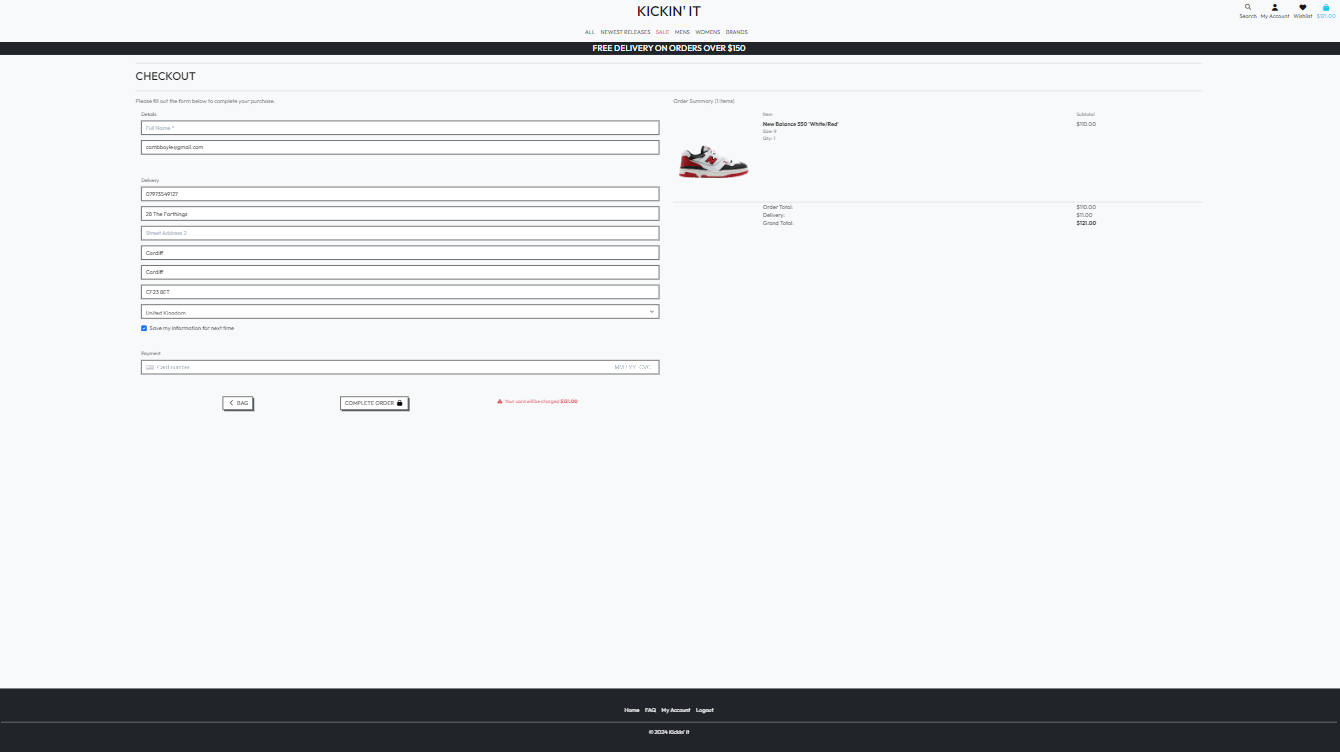 KICKIN' IT
Search My Account Wishlist $121.00
ALL NEWEST RELEASES SALE MENS WOMENS BRANDS
FREE DELIVERY ON ORDERS OVER $150
CHECKOUT
Please fill out the form below to complete your purchase.
Details
Full Name *
combboyle@gmail.com
Delivery
07973549127
28 The Farthings
Street Address 2
Cardiff
Cardiff
CF23 8ET
United Kingdom
Save my information for next time
Payment
Card number MM / YY CVC
BAG
COMPLETE ORDER
Your card will be charged $121.00
Order Summary (1 items)
Item Subtotal
New Balance 550 'White/Red' $110.00
Size: 9
Qty: 1
Order Total: $110.00
Delivery: $11.00
Grand Total: $121.00
Home FAQ My Account Logout
© 2024 Kickin' It